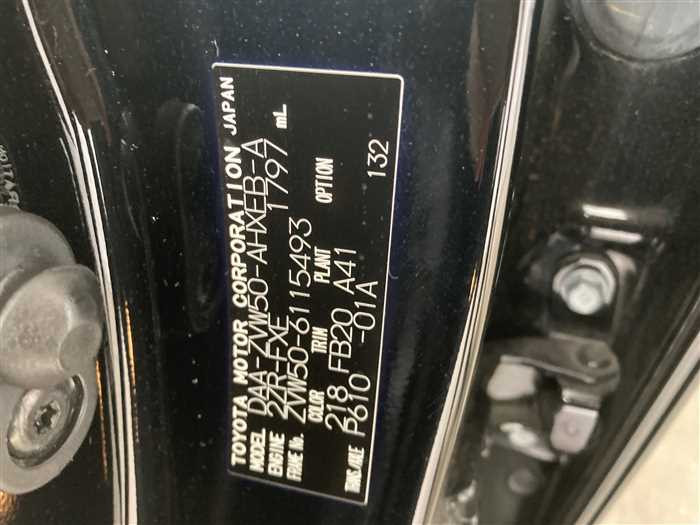 TOYOTA MOTOR CORPORATION JAPAN
MODEL DAA-ZVW50-AHXEB-A
ENGINE 2ZR-FXE 1797 mL
FRAME No. ZVW50-6115493
COLOR TRIM PLANT OPTION
218 FB20 A41 132
TRANS./AXLE P610 -01A